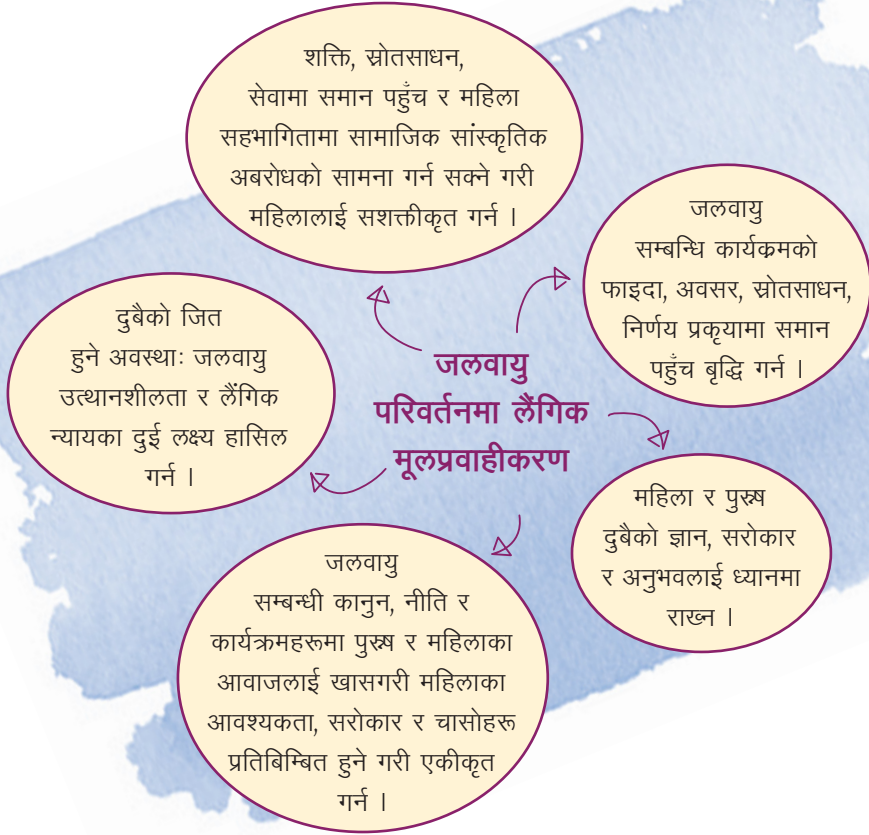 शक्ति, स्रोतसाधन,
सेवामा समान पहुँच र महिला
सहभागितामा सामाजिक सांस्कृतिक
अबरोधको सामना गर्न सक्ने गरी
महिलालाई सशक्तीकृत गर्न ।
जलवायु
सम्बन्धि कार्यक्रमको
फाइदा, अवसर, स्रोतसाधन,
निर्णय प्रकृयामा समान
पहुँच बृद्धि गर्न ।
दुबैको जित
हुने अवस्थाः जलवायु
उत्थानशीलता र लैंगिक
न्यायका दुई लक्ष्य हासिल
गर्न ।
जलवायु
परिवर्तनमा लैंगिक
मूलप्रवाहीकरण
महिला र पुरुष
दुबैको ज्ञान, सरोकार
र अनुभवलाई ध्यानमा
राख्न ।
जलवायु
सम्बन्धी कानुन, नीति र
कार्यक्रमहरूमा पुरुष र महिलाका
आवाजलाई खासगरी महिलाका
आवश्यकता, सरोकार र चासोहरू
प्रतिबिम्बित हुने गरी एकीकृत
गर्न ।